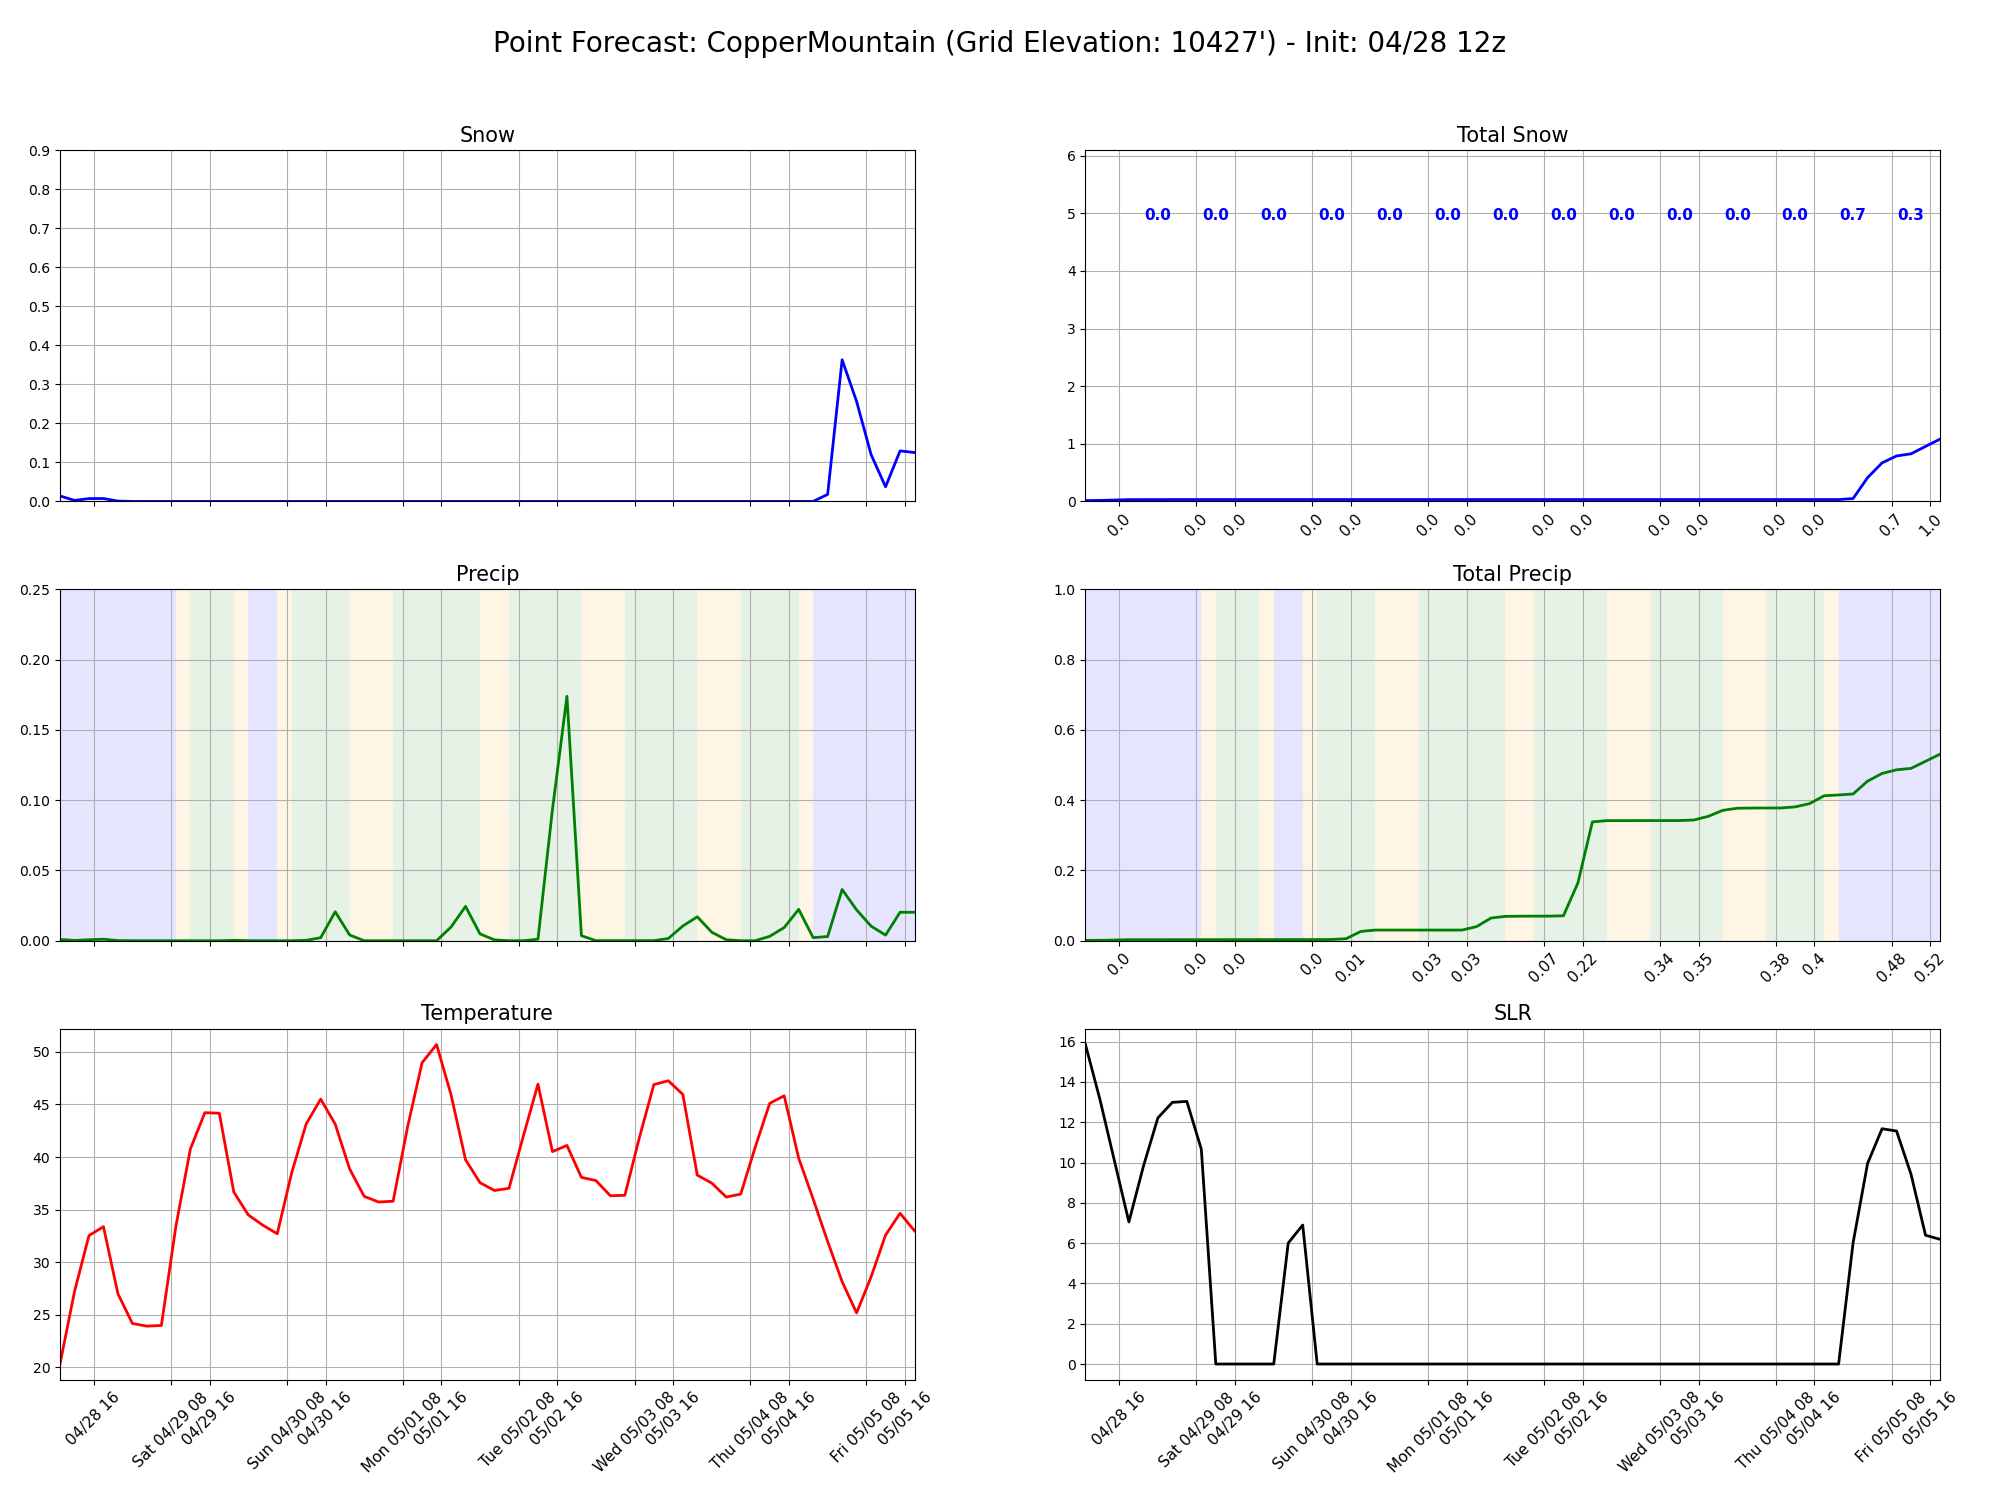 Point Forecast: CopperMountain (Grid Elevation: 10427') - Init: 04/28 12z
Snow
0.9
0.8
0.7
0.6
0.5
0.4
0.3
0.2
0.1
0.0
Total Snow
6
5
4
3
2
1
0
0.0 0.0 0.0 0.0 0.0 0.0 0.0 0.0 0.0 0.0 0.0 0.0 0.7 0.3
0.0 0.0 0.0 0.0 0.0 0.0 0.0 0.0 0.0 0.0 0.0 0.0 0.0 0.7 1.0
Precip
0.25
0.20
0.15
0.10
0.05
0.00
Total Precip
1.0
0.8
0.6
0.4
0.2
0.0
0.0 0.0 0.0 0.0 0.01 0.03 0.03 0.07 0.22 0.34 0.35 0.38 0.4 0.48 0.52
Temperature
50
45
40
35
30
25
20
04/28 16
Sat 04/29 08
04/29 16
Sun 04/30 08
04/30 16
Mon 05/01 08
05/01 16
Tue 05/02 08
05/02 16
Wed 05/03 08
05/03 16
Thu 05/04 08
05/04 16
Fri 05/05 08
05/05 16
SLR
16
14
12
10
8
6
4
2
0
04/28 16
Sat 04/29 08
04/29 16
Sun 04/30 08
04/30 16
Mon 05/01 08
05/01 16
Tue 05/02 08
05/02 16
Wed 05/03 08
05/03 16
Thu 05/04 08
05/04 16
Fri 05/05 08
05/05 16